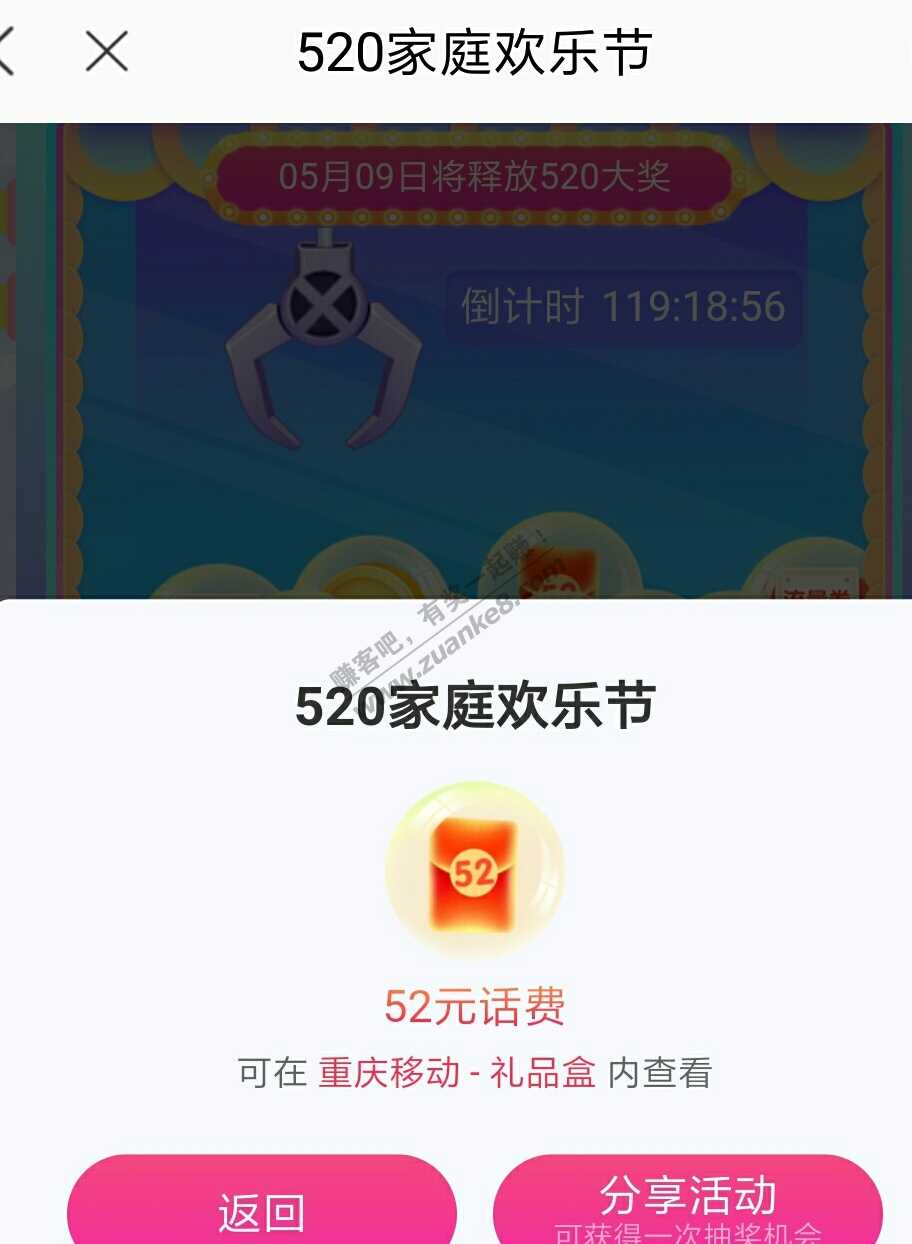 520家庭欢乐节
05月09日将释放520大奖
倒计时 119:18:56
52
流量券
赚客吧，有奖一起赚！
www.zuanke8.com
520家庭欢乐节
52
52元话费
可在 重庆移动 - 礼品盒 内查看
返回
分享活动
可获得一次抽奖机会